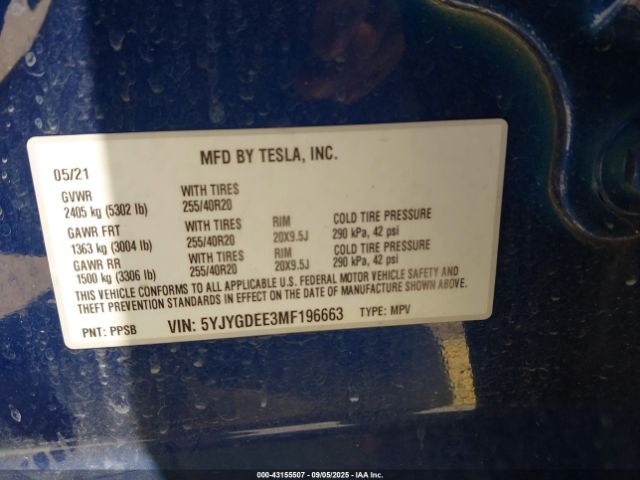 MFD BY TESLA, INC.
05/21
GVWR WITH TIRES
2405 kg (5302 lb) 255/40R20
GAWR FRT WITH TIRES RIM COLD TIRE PRESSURE
1363 kg (3004 lb) 255/40R20 20X9.5J 290 kPa, 42 psi
GAWR RR WITH TIRES RIM COLD TIRE PRESSURE
1500 kg (3306 lb) 255/40R20 20X9.5J 290 kPa, 42 psi
THIS VEHICLE CONFORMS TO ALL APPLICABLE U.S. FEDERAL MOTOR VEHICLE SAFETY AND
THEFT PREVENTION STANDARDS IN EFFECT ON THE DATE OF MANUFACTURE SHOWN ABOVE.
PNT: PPSB VIN: 5YJYGDEE3MF196663 TYPE: MPV
000-43155507 - 09/05/2025 - IAA Inc.